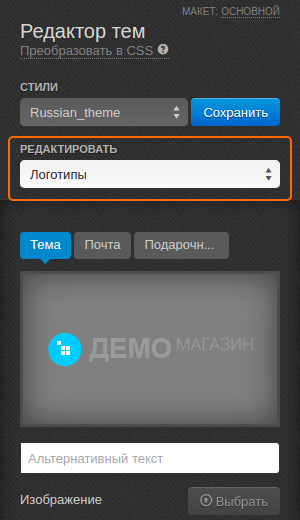 МАКЕТ: ОСНОВНОЙ
Редактор тем
Преобразовать в CSS ?
СТИЛИ
Russian_theme Сохранить
РЕДАКТИРОВАТЬ
Логотипы
Тема Почта Подарочн...
ДЕМО МАГАЗИН
Альтернативный текст
Изображение Выбрать